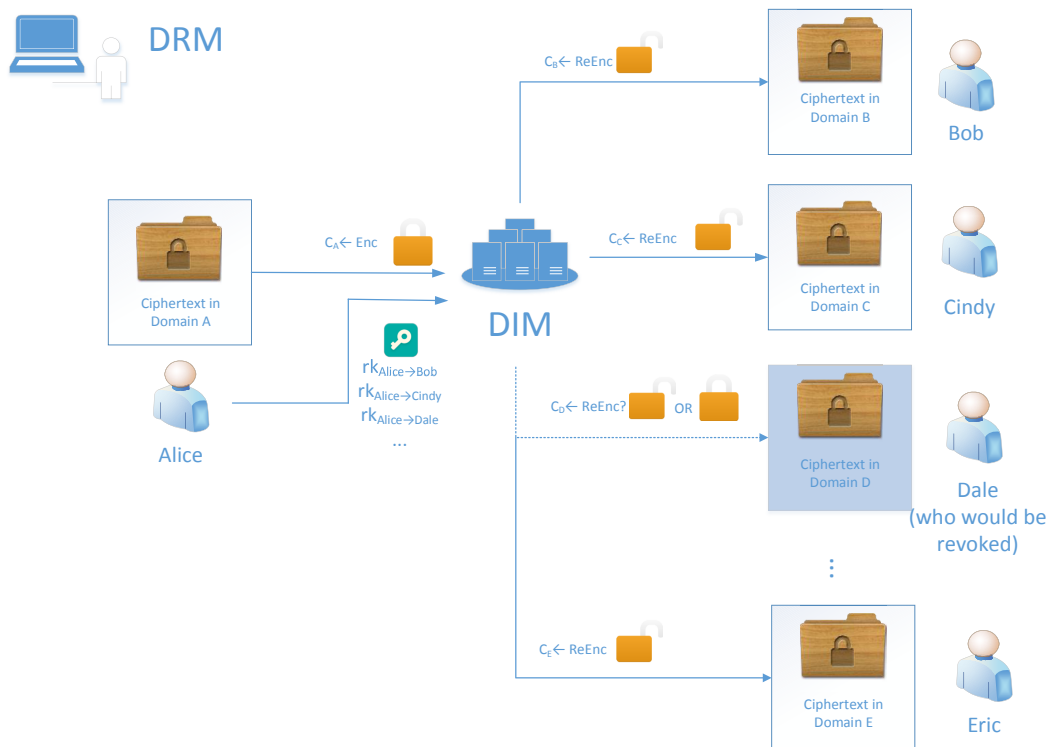 DRM
C_B← ReEnc
Ciphertext in
Domain B
Bob
Ciphertext in
Domain A
C_A← Enc
C_C← ReEnc
Ciphertext in
Domain C
Cindy
DIM
rk_Alice→Bob
rk_Alice→Cindy
rk_Alice→Dale
...
Alice
C_D← ReEnc?
OR
Ciphertext in
Domain D
Dale
(who would be
revoked)
...
C_E← ReEnc
Ciphertext in
Domain E
Eric